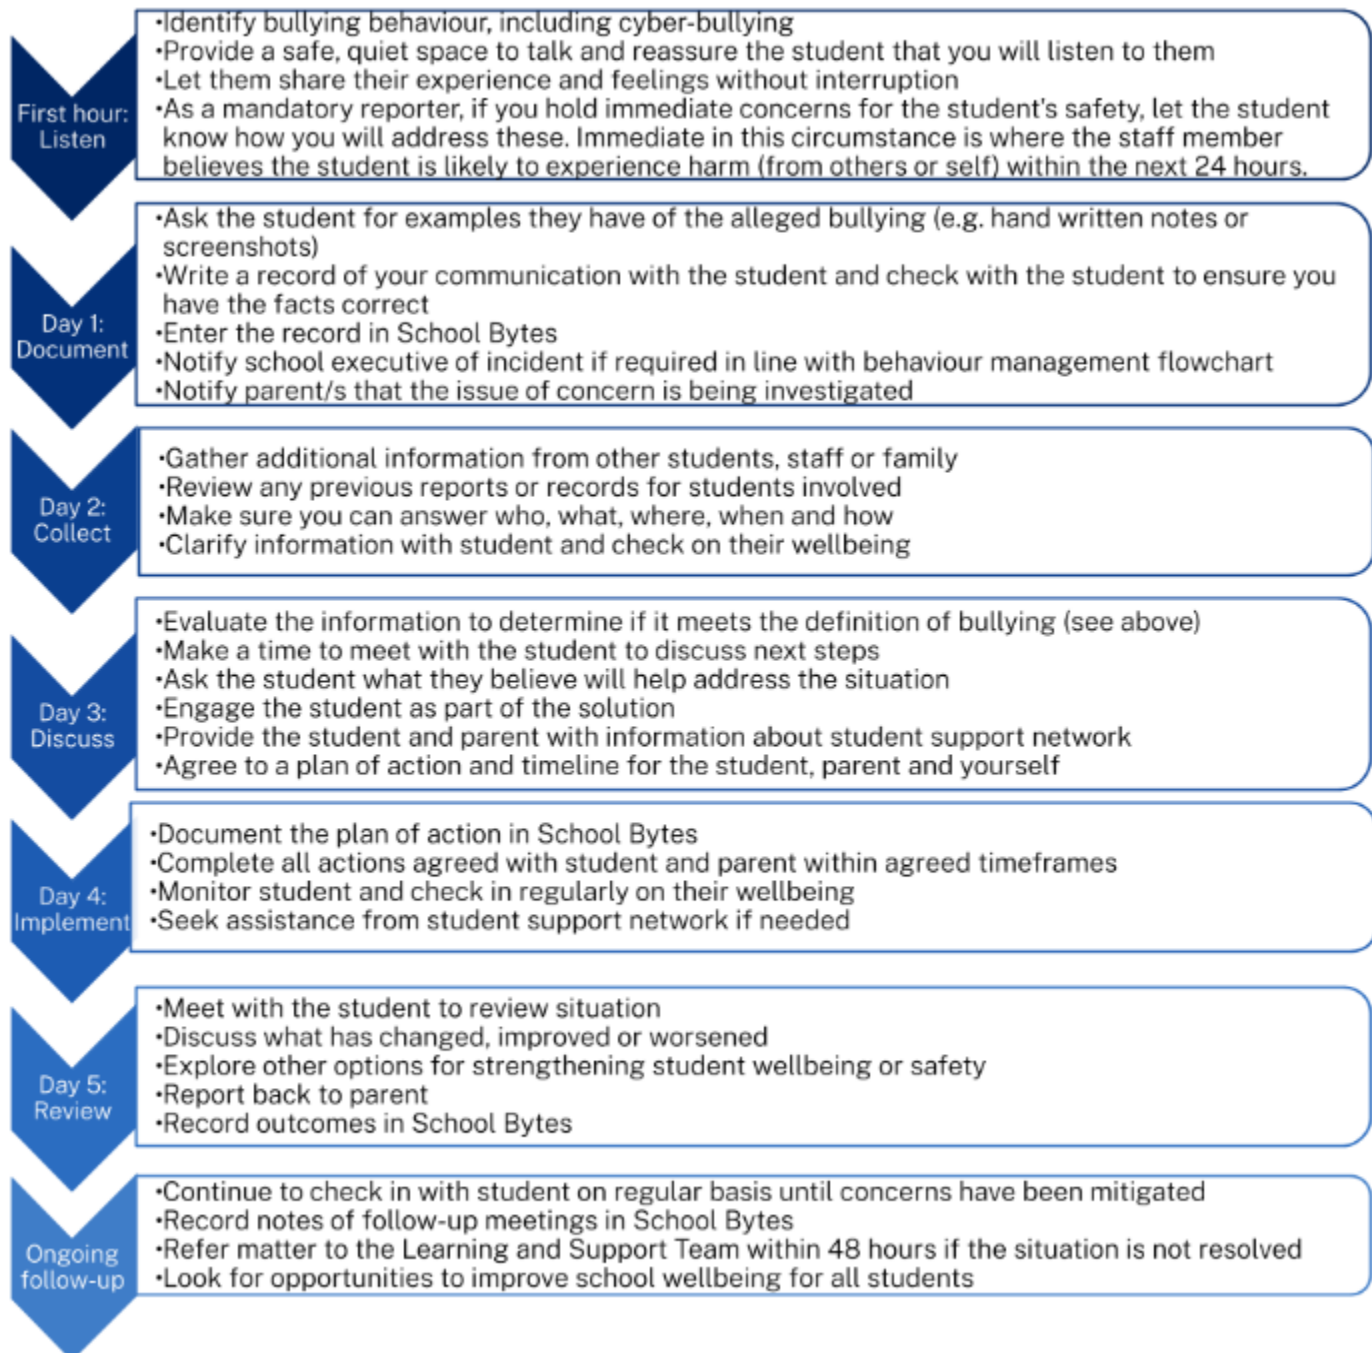 First hour:
Listen
•Identify bullying behaviour, including cyber-bullying
•Provide a safe, quiet space to talk and reassure the student that you will listen to them
•Let them share their experience and feelings without interruption
•As a mandatory reporter, if you hold immediate concerns for the student's safety, let the student
know how you will address these. Immediate in this circumstance is where the staff member
believes the student is likely to experience harm (from others or self) within the next 24 hours.
Day 1:
Document
•Ask the student for examples they have of the alleged bullying (e.g. hand written notes or
screenshots)
•Write a record of your communication with the student and check with the student to ensure you
have the facts correct
•Enter the record in School Bytes
•Notify school executive of incident if required in line with behaviour management flowchart
•Notify parent/s that the issue of concern is being investigated
Day 2:
Collect
•Gather additional information from other students, staff or family
•Review any previous reports or records for students involved
•Make sure you can answer who, what, where, when and how
•Clarify information with student and check on their wellbeing
Day 3:
Discuss
•Evaluate the information to determine if it meets the definition of bullying (see above)
•Make a time to meet with the student to discuss next steps
•Ask the student what they believe will help address the situation
•Engage the student as part of the solution
•Provide the student and parent with information about student support network
•Agree to a plan of action and timeline for the student, parent and yourself
Day 4:
Implement
•Document the plan of action in School Bytes
•Complete all actions agreed with student and parent within agreed timeframes
•Monitor student and check in regularly on their wellbeing
•Seek assistance from student support network if needed
Day 5:
Review
•Meet with the student to review situation
•Discuss what has changed, improved or worsened
•Explore other options for strengthening student wellbeing or safety
•Report back to parent
•Record outcomes in School Bytes
Ongoing
follow-up
•Continue to check in with student on regular basis until concerns have been mitigated
•Record notes of follow-up meetings in School Bytes
•Refer matter to the Learning and Support Team within 48 hours if the situation is not resolved
•Look for opportunities to improve school wellbeing for all students